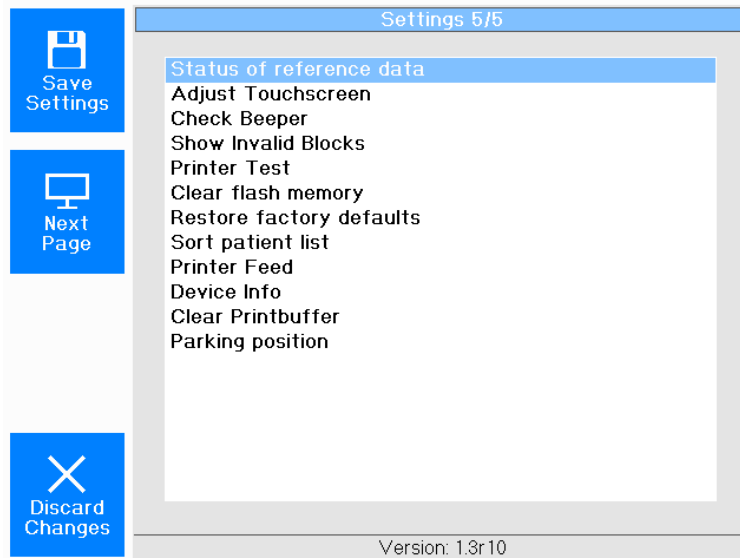 Settings 5/5
Save
Settings
Next
Page
Discard
Changes
Status of reference data
Adjust Touchscreen
Check Beeper
Show Invalid Blocks
Printer Test
Clear flash memory
Restore factory defaults
Sort patient list
Printer Feed
Device Info
Clear Printbuffer
Parking position
Version: 1.3r10